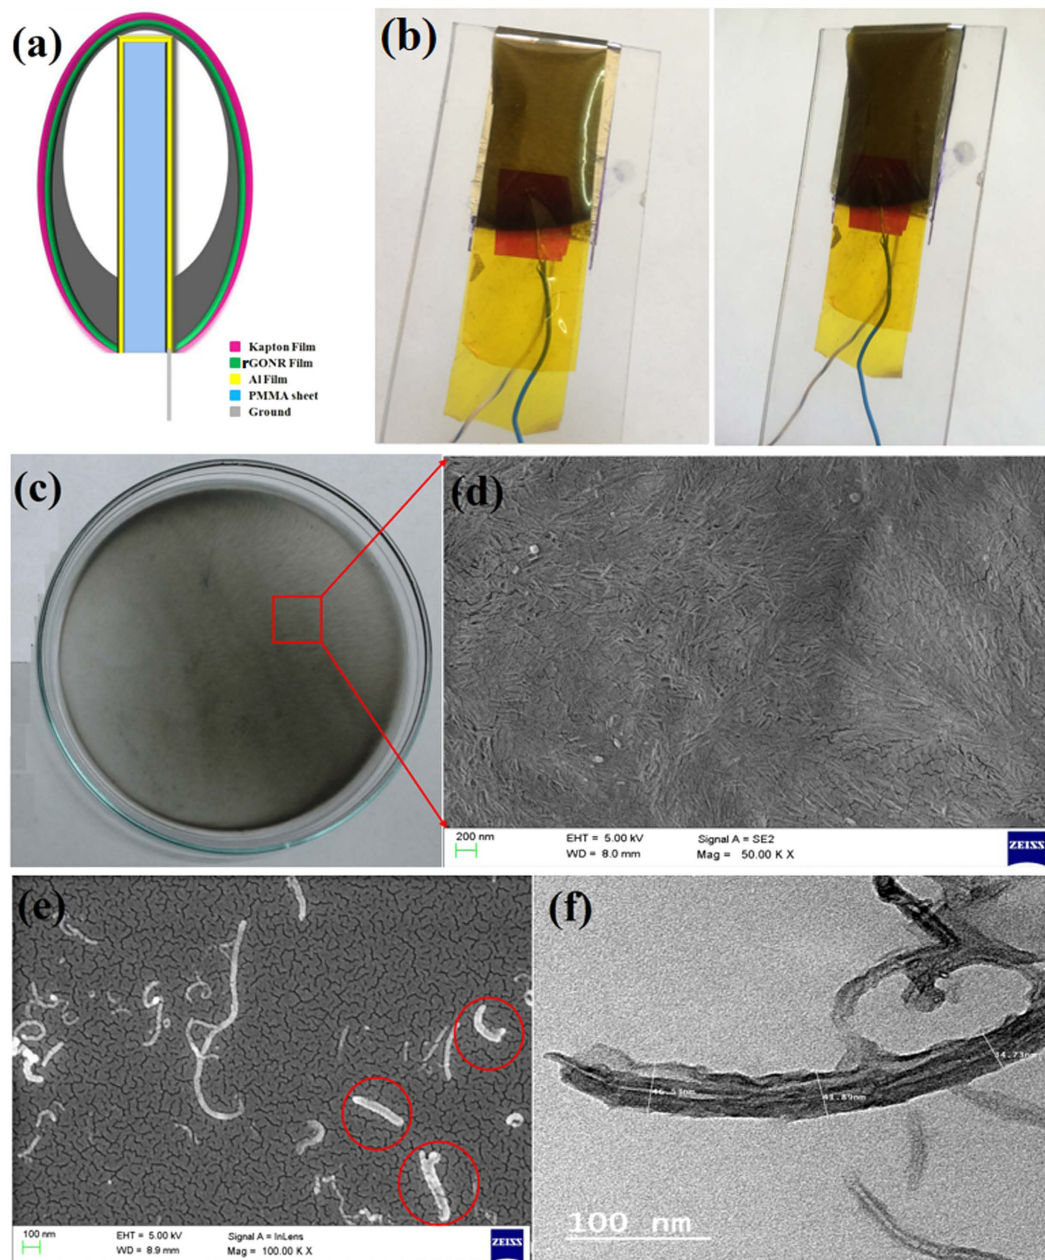 (a)
Kapton Film
rGONR Film
Al Film
PMMA sheet
Ground
(b)
(c)
(d)
200 nm
EHT = 5.00 kV
Signal A = SE2
WD = 8.0 mm
Mag = 50.00 K X
ZEISS
(e)
100 nm
EHT = 5.00 kV
Signal A = InLens
WD = 8.9 mm
Mag = 100.00 K X
ZEISS
(f)
41.89nm
100 nm